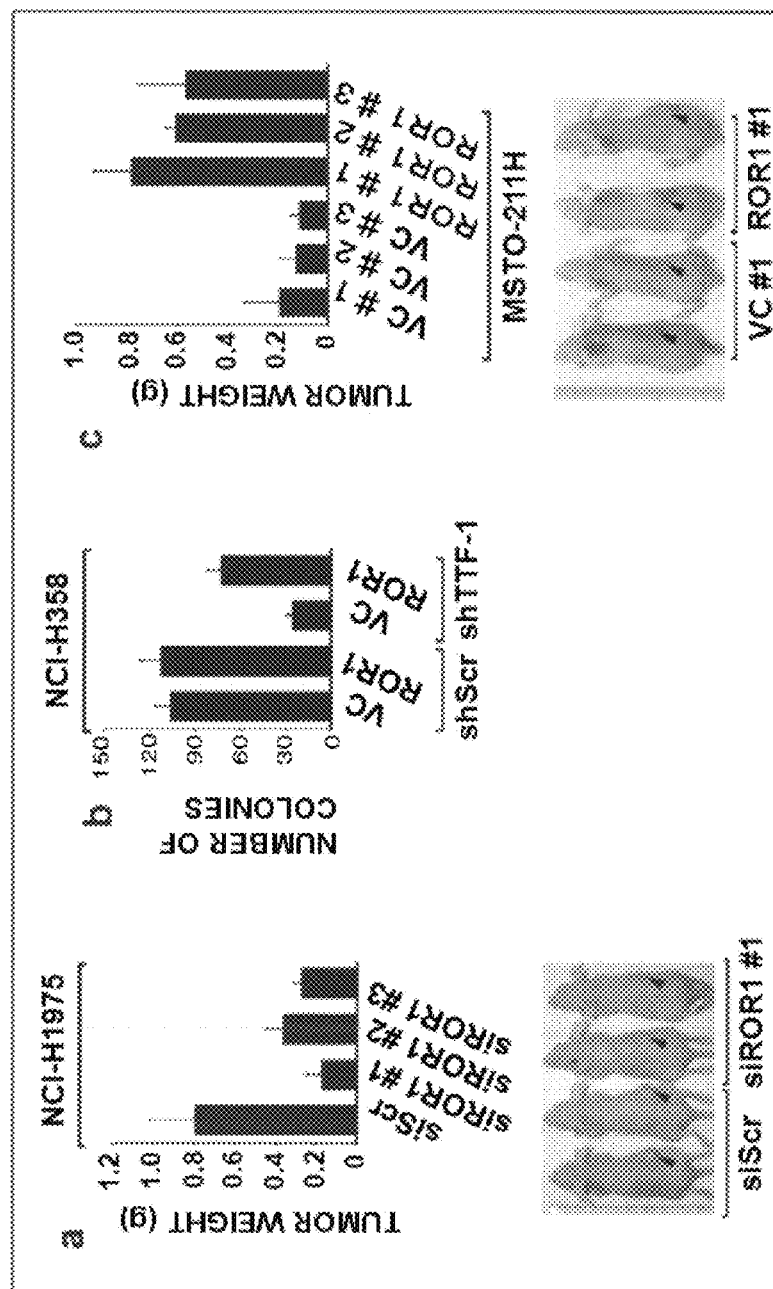 a
NCI-H1975
TUMOR WEIGHT (g)
1.2
1.0
0.8
0.6
0.4
0.2
0
siScr
siROR1 #1
siROR1 #2
siROR1 #3
siScr siROR1 #1
b
NCI-H358
NUMBER OF
COLONIES
150
120
90
60
30
0
VC
ROR1
VC
ROR1
shScr shTTF-1
c
TUMOR WEIGHT (g)
1.0
0.8
0.6
0.4
0.2
0
VC # 1
VC # 2
VC # 3
ROR1 # 1
ROR1 # 2
ROR1 # 3
MSTO-211H
VC #1 ROR1 #1